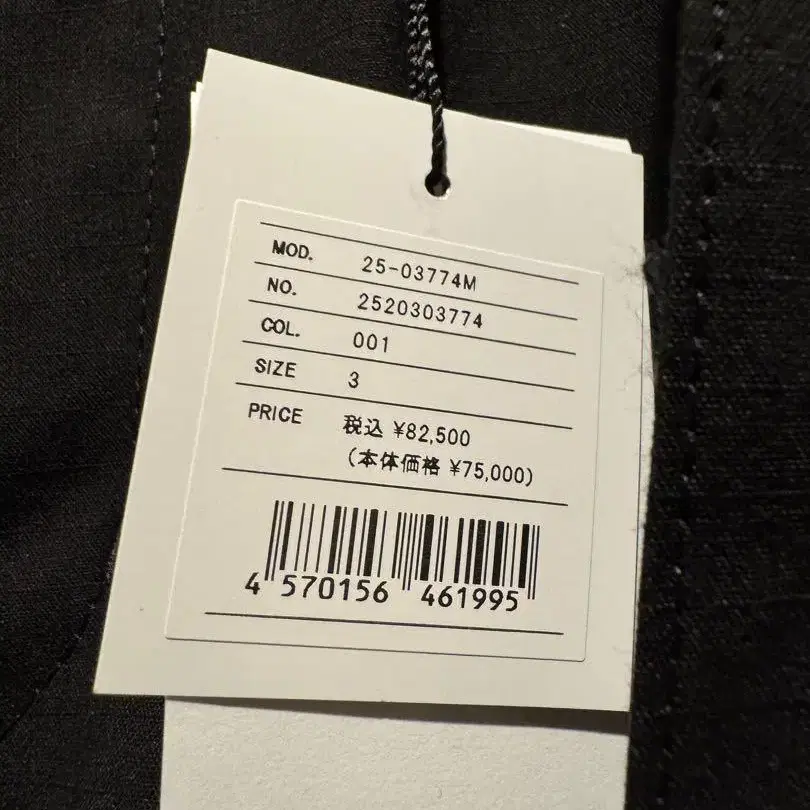 MOD. 25-03774M
NO. 2520303774
COL. 001
SIZE 3
PRICE 税込 ¥82,500
(本体価格 ¥75,000)
4 570156 461995